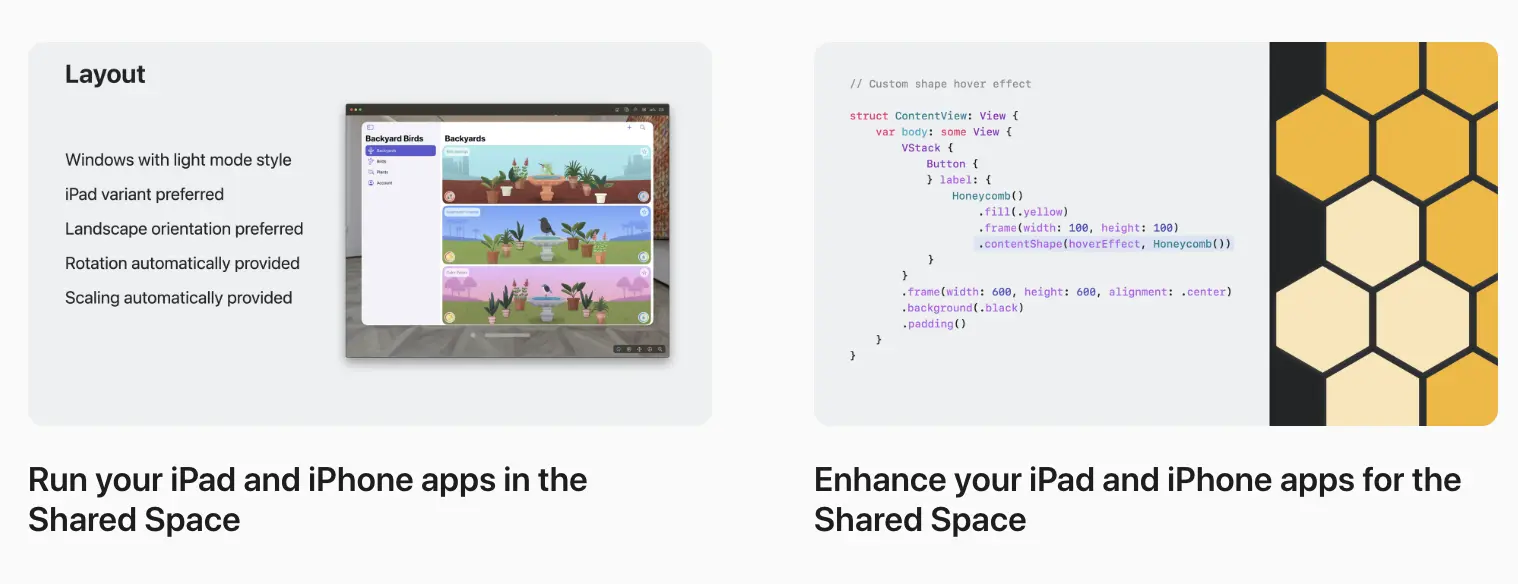 Layout
Windows with light mode style
iPad variant preferred
Landscape orientation preferred
Rotation automatically provided
Scaling automatically provided
Backyard Birds
Backyards
Birds
Plants
Account
Backyards
Run your iPad and iPhone apps in the
Shared Space
// Custom shape hover effect
struct ContentView: View {
var body: some View {
VStack {
Button {
} label: {
Honeycomb()
.fill(.yellow)
.frame(width: 100, height: 100)
.contentShape(hoverEffect, Honeycomb())
}
}
.frame(width: 600, height: 600, alignment: .center)
.background(.black)
.padding()
}
}
Enhance your iPad and iPhone apps for the
Shared Space